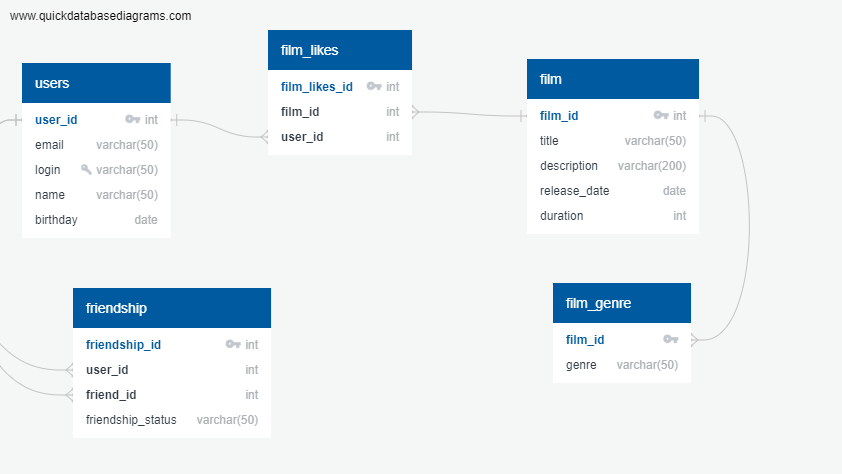 www.quickdatabasediagrams.com
film_likes
film_likes_id int
film_id int
user_id int
users
user_id int
email varchar(50)
login varchar(50)
name varchar(50)
birthday date
film
film_id int
title varchar(50)
description varchar(200)
release_date date
duration int
friendship
friendship_id int
user_id int
friend_id int
friendship_status varchar(50)
film_genre
film_id
genre varchar(50)